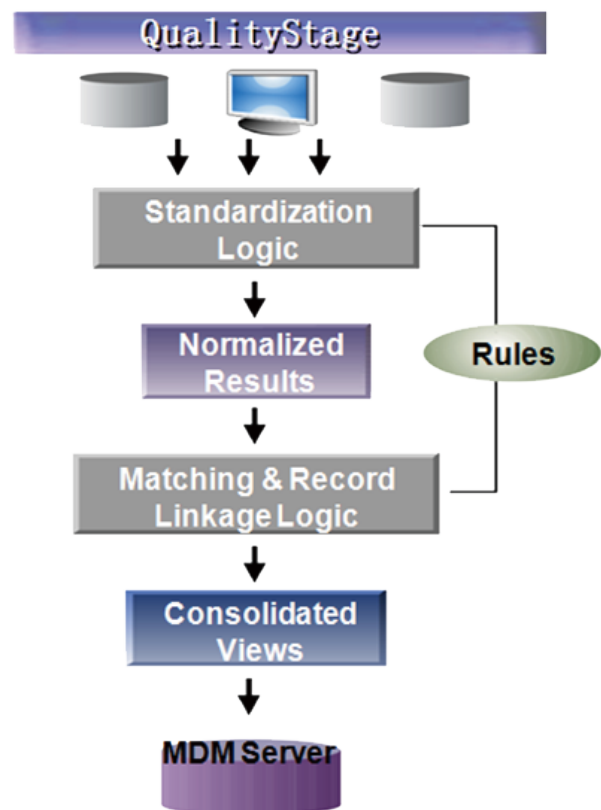 QualityStage
Standardization
Logic
Normalized
Results
Rules
Matching & Record
Linkage Logic
Consolidated
Views
MDM Server